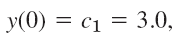 y(0) = c₁ = 3.0,